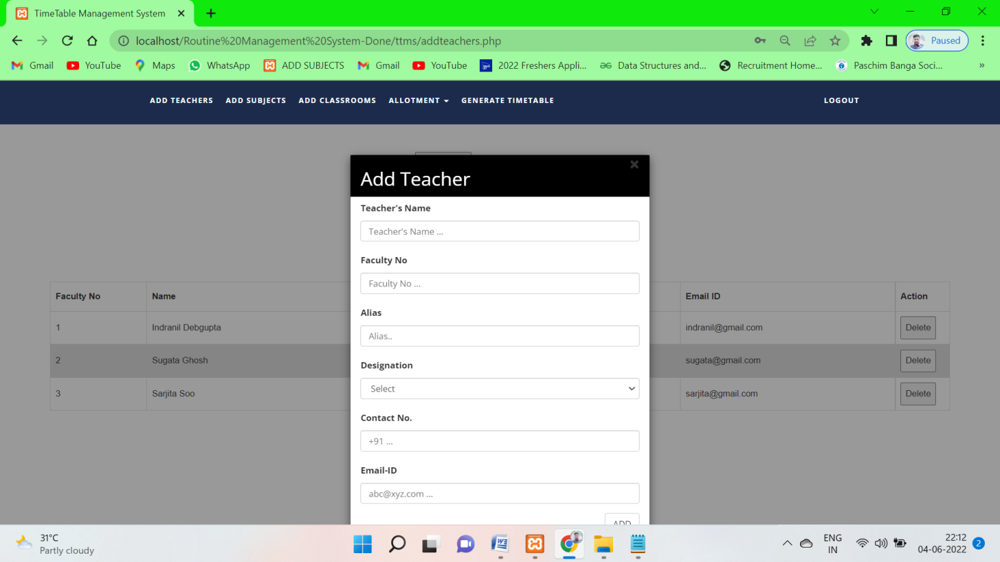 TimeTable Management System
localhost/Routine%20Management%20System-Done/ttms/addteachers.php
Paused
Gmail YouTube Maps WhatsApp ADD SUBJECTS Gmail YouTube 2022 Freshers Appli... Data Structures and... Recruitment Home... Paschim Banga Soci... »
ADD TEACHERS ADD SUBJECTS ADD CLASSROOMS ALLOTMENT GENERATE TIMETABLE LOGOUT
Add Teacher
Teacher's Name
Teacher's Name ...
Faculty No
Faculty No ...
Alias
Alias..
Designation
Select
Contact No.
+91 ...
Email-ID
abc@xyz.com ...
ADD
Faculty No Name Email ID Action
1 Indranil Debgupta indranil@gmail.com Delete
2 Sugata Ghosh sugata@gmail.com Delete
3 Sarjita Soo sarjita@gmail.com Delete
31°C
Partly cloudy
ENG
IN
22:12
04-06-2022
2